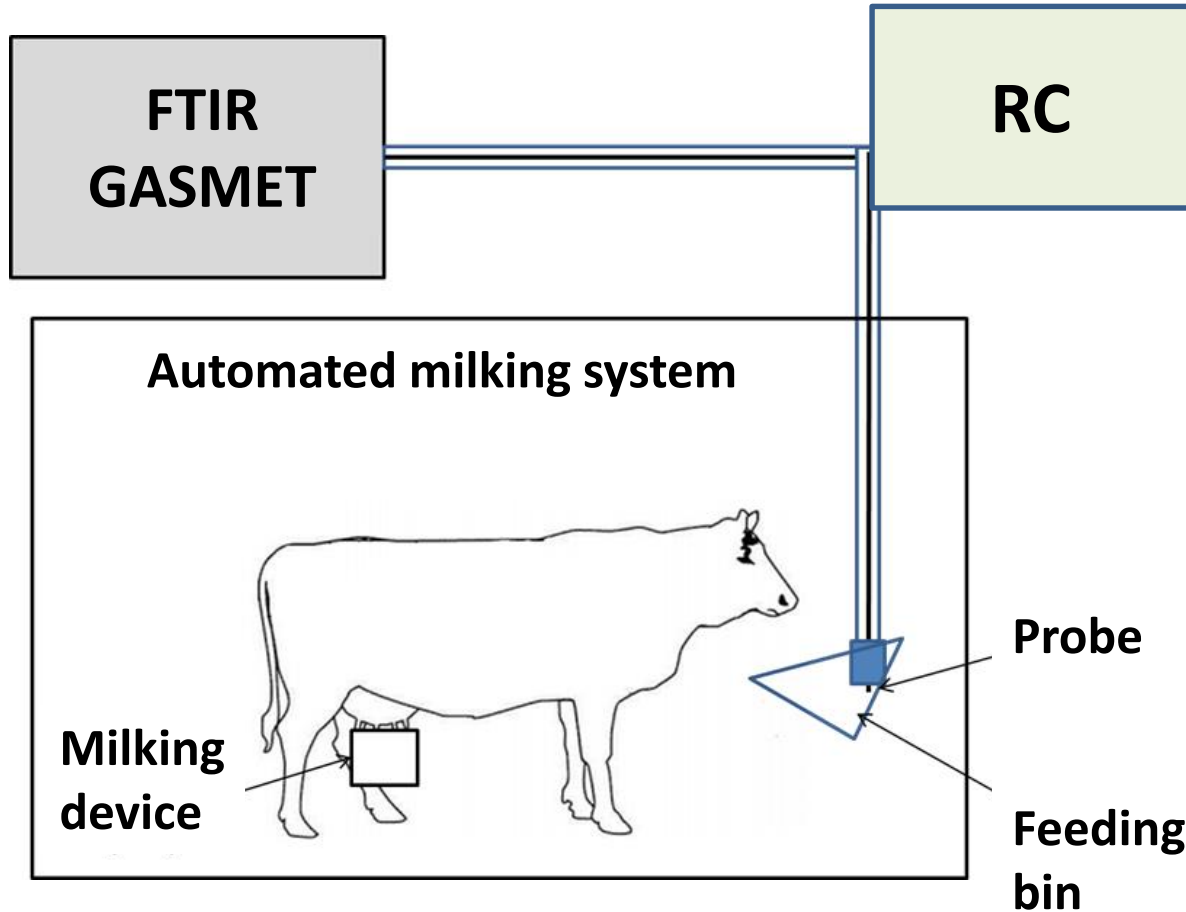 FTIR
GASMET
RC
Automated milking system
Probe
Milking
device
Feeding
bin